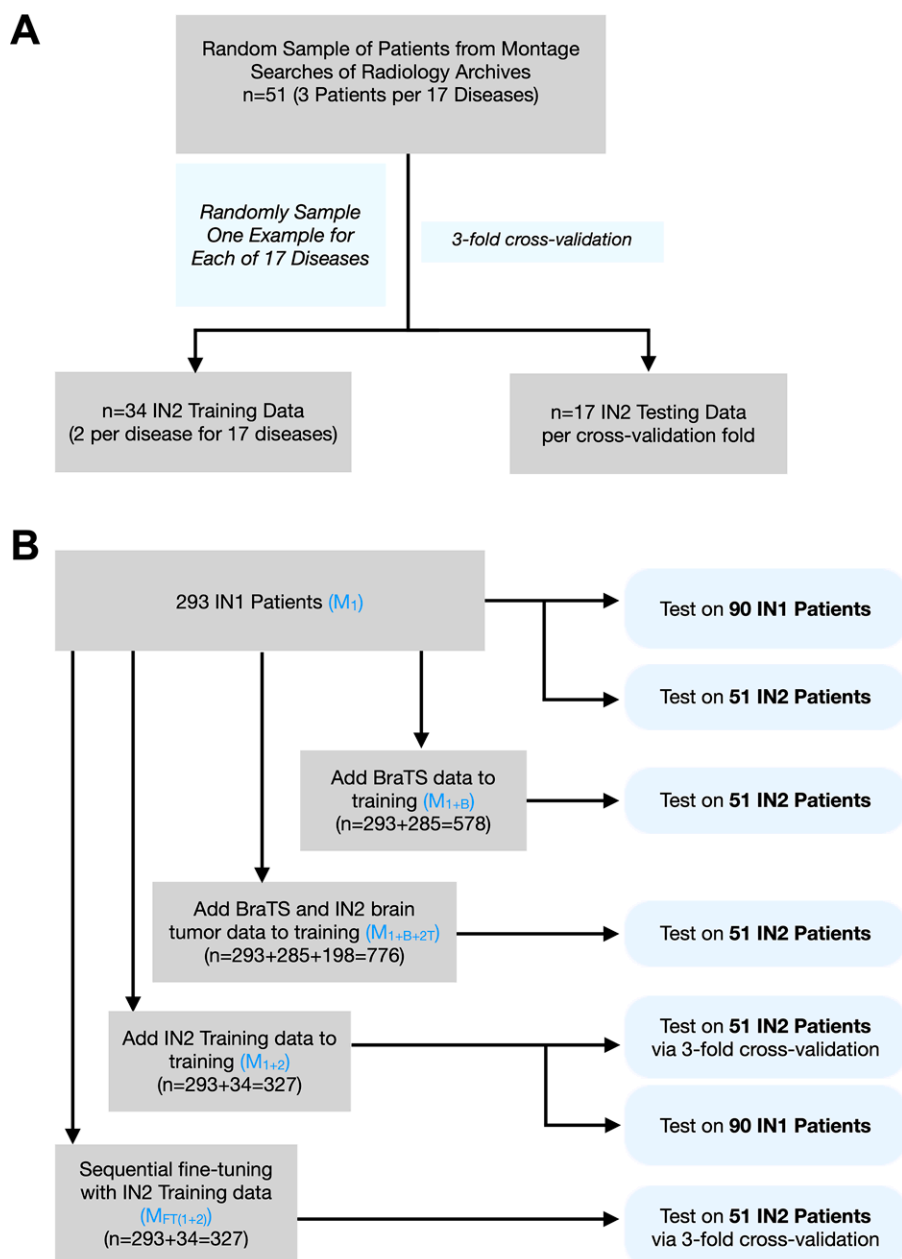 A
Random Sample of Patients from Montage
Searches of Radiology Archives
n=51 (3 Patients per 17 Diseases)
Randomly Sample
One Example for
Each of 17 Diseases
3-fold cross-validation
n=34 IN2 Training Data
(2 per disease for 17 diseases)
n=17 IN2 Testing Data
per cross-validation fold
B
293 IN1 Patients (M1)
Test on 90 IN1 Patients
Test on 51 IN2 Patients
Add BraTS data to
training (M1+B)
(n=293+285=578)
Test on 51 IN2 Patients
Add BraTS and IN2 brain
tumor data to training (M1+B+2T)
(n=293+285+198=776)
Test on 51 IN2 Patients
Add IN2 Training data to
training (M1+2)
(n=293+34=327)
Test on 51 IN2 Patients
via 3-fold cross-validation
Test on 90 IN1 Patients
Sequential fine-tuning
with IN2 Training data
(MFT(1+2))
(n=293+34=327)
Test on 51 IN2 Patients
via 3-fold cross-validation